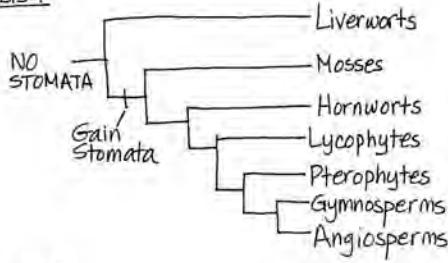 Liverworts
NO
STOMATA
Mosses
Gain
Stomata
Hornworts
Lycophytes
Pterophytes
Gymnosperms
Angiosperms